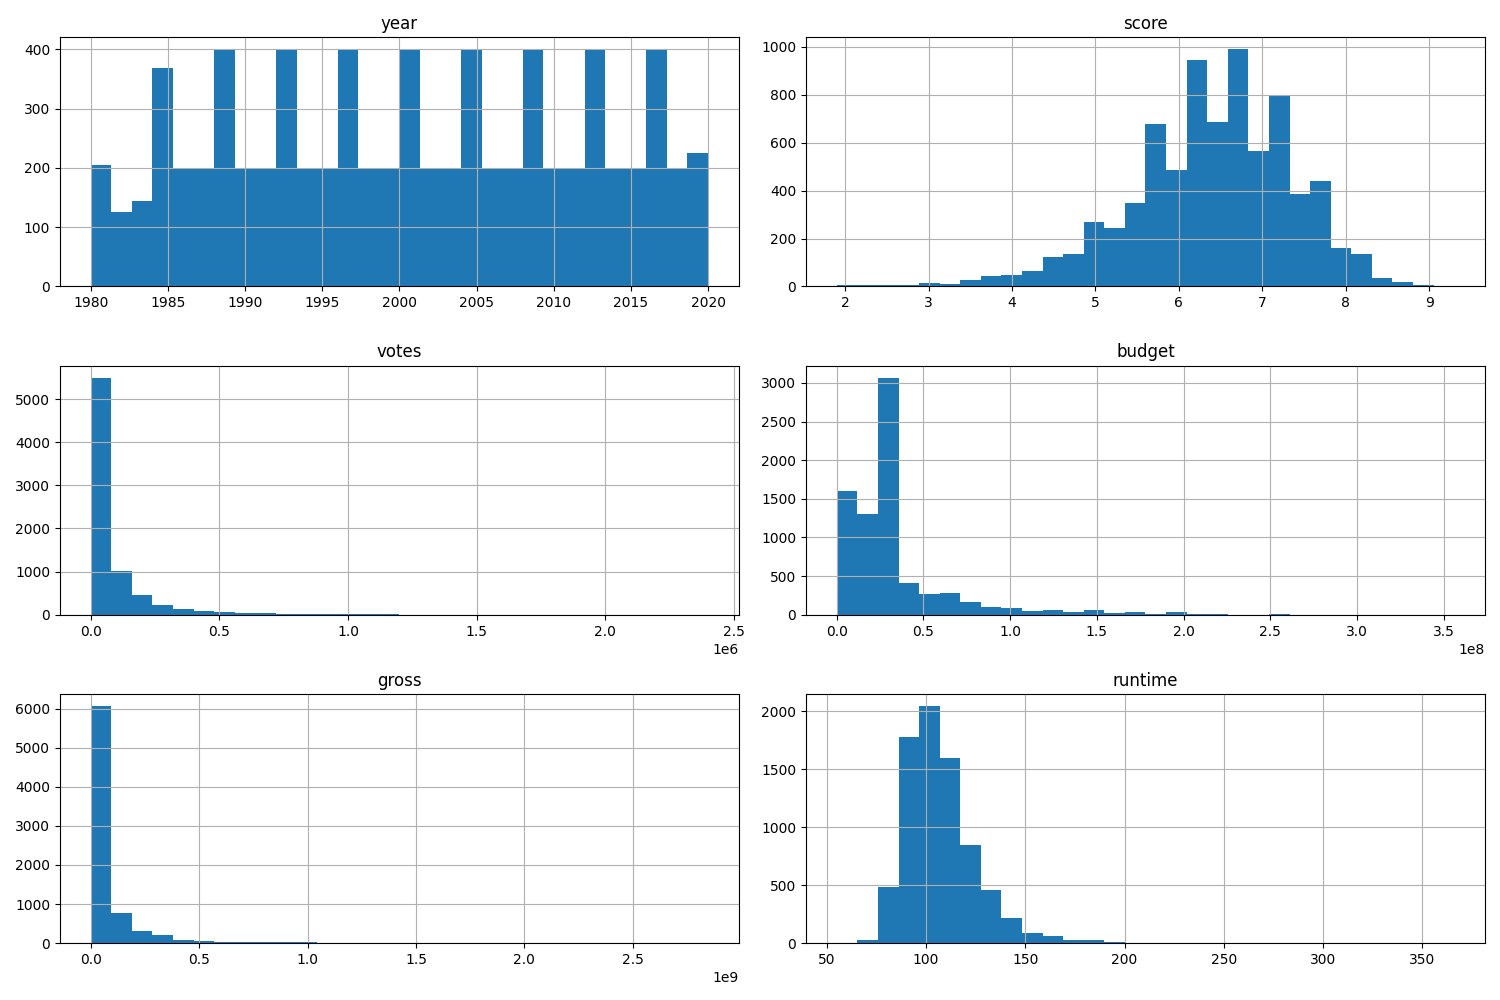 year
400
300
200
100
0
1980 1985 1990 1995 2000 2005 2010 2015 2020
score
1000
800
600
400
200
0
2 3 4 5 6 7 8 9
votes
5000
4000
3000
2000
1000
0
0.0 0.5 1.0 1.5 2.0 2.5
1e6
budget
3000
2500
2000
1500
1000
500
0
0.0 0.5 1.0 1.5 2.0 2.5 3.0 3.5
1e8
gross
6000
5000
4000
3000
2000
1000
0
0.0 0.5 1.0 1.5 2.0 2.5
1e9
runtime
2000
1500
1000
500
0
50 100 150 200 250 300 350